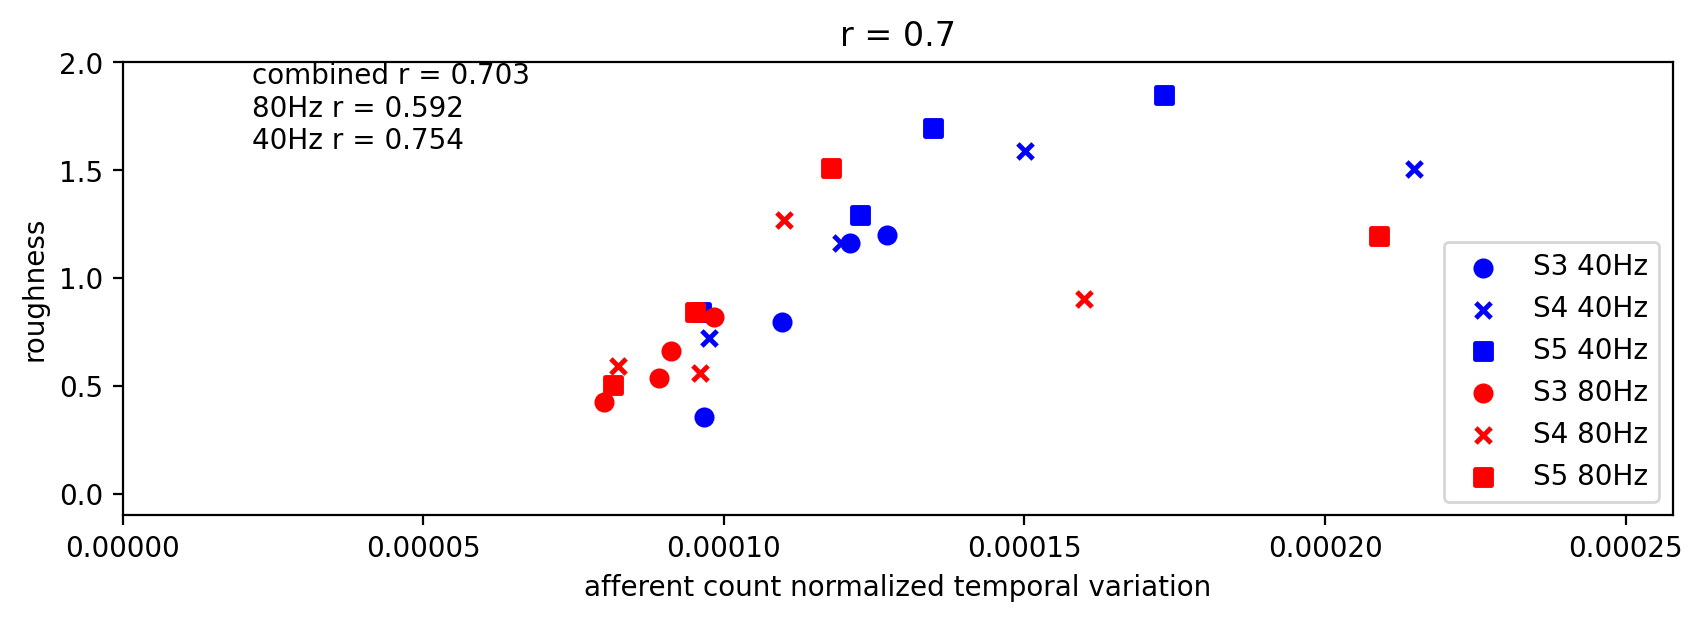 r = 0.7
combined r = 0.703
80Hz r = 0.592
40Hz r = 0.754
roughness
2.0
1.5
1.0
0.5
0.0
S3 40Hz
S4 40Hz
S5 40Hz
S3 80Hz
S4 80Hz
S5 80Hz
0.00000 0.00005 0.00010 0.00015 0.00020 0.00025
afferent count normalized temporal variation